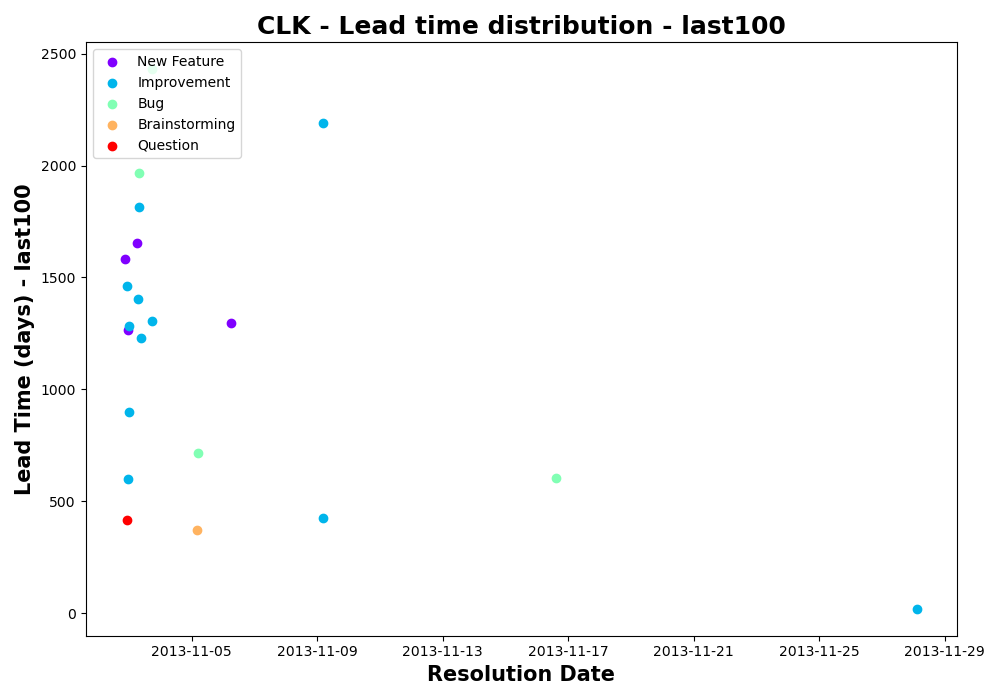 CLK - Lead time distribution - last100
2500
2000
1500
1000
500
0
Lead Time (days) - last100
New Feature
Improvement
Bug
Brainstorming
Question
2013-11-05
2013-11-09
2013-11-13
2013-11-17
2013-11-21
2013-11-25
2013-11-29
Resolution Date